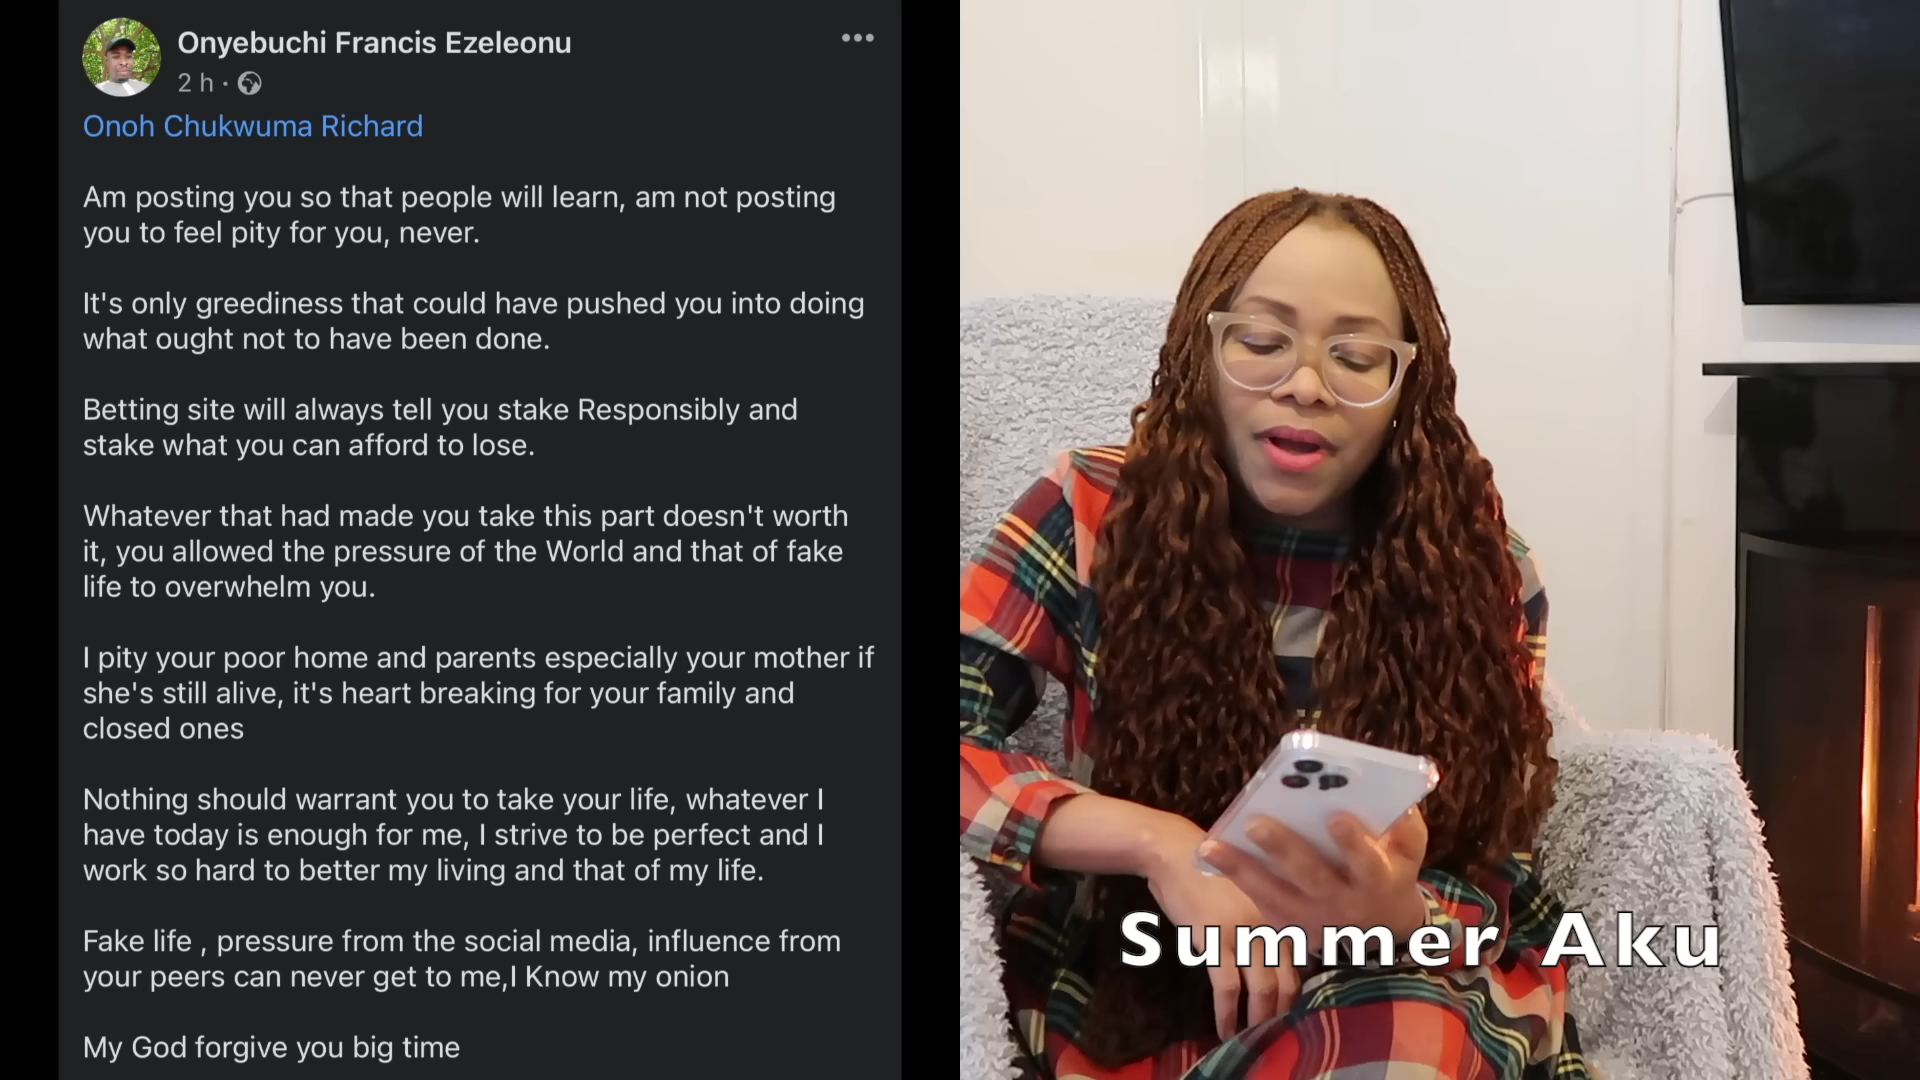 Onyebuchi Francis Ezeleonu
2 h ·
Onoh Chukwuma Richard
Am posting you so that people will learn, am not posting
you to feel pity for you, never.
It's only greediness that could have pushed you into doing
what ought not to have been done.
Betting site will always tell you stake Responsibly and
stake what you can afford to lose.
Whatever that had made you take this part doesn't worth
it, you allowed the pressure of the World and that of fake
life to overwhelm you.
I pity your poor home and parents especially your mother if
she's still alive, it's heart breaking for your family and
closed ones
Nothing should warrant you to take your life, whatever I
have today is enough for me, I strive to be perfect and I
work so hard to better my living and that of my life.
Fake life , pressure from the social media, influence from
your peers can never get to me,I Know my onion
My God forgive you big time
Summer Aku